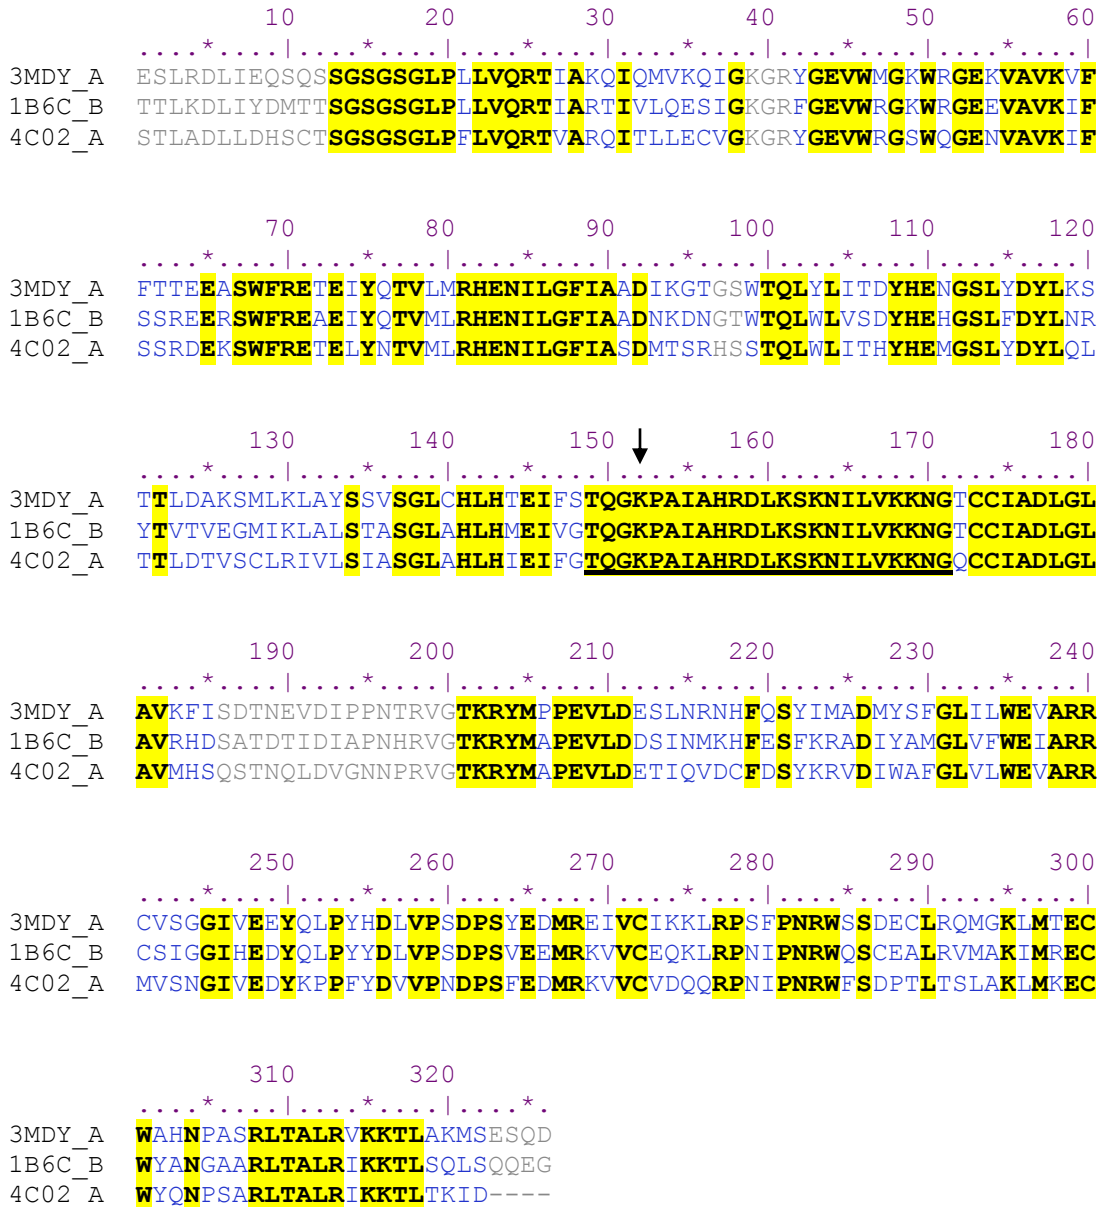 10 20 30 40 50 60
....*....|....*....|....*....|....*....|....*....|....*....|
3MDY_A ESLRDLIEQSQSSGSGSGLPLLVQRTIAKQIQMVKQIGKGRYGEVWMGKWRGEKVAVKVF
1B6C_B TTLKDLIYDMTTSGSGSGLPLLVQRTIARTIVLQESIGKGRFGEVWRGKWRGEEVAVKIF
4C02_A STLADLLDHSCTSGSGSGLPFLVQRTVARQITLLECVGKGRYGEVWRGSWQGENVAVKIF
70 80 90 100 110 120
....*....|....*....|....*....|....*....|....*....|....*....|
3MDY_A FTTEEASWFRETEIYQTVLMRHENILGFIAADIKGTGSWTQLYLITDYHENGSLYDYLKS
1B6C_B SSREERSWFREAEIYQTVMLRHENILGFIAADNKDNGTWTQLWLVSDYHEHGSLFDYLNR
4C02_A SSRDEKSWFRETELYNTVMLRHENILGFIASDMTSRHSSTQLWLITHYHEMGSLYDYLQL
130 140 150 160 170 180
....*....|....*....|....*....|....*....|....*....|....*....|
3MDY_A TTLDAKSMLKLAYSSVSGLCHLHTEIFSTQGKPAIAHRDLKSKNILVKKNGTCCIADLGL
1B6C_B YTVTVEGMIKLALSTASGLAHLHMEIVGTQGKPAIAHRDLKSKNILVKKNGTCCIADLGL
4C02_A TTLDTVSCLRIVLSIASGLAHLHIEIFGTQGKPAIAHRDLKSKNILVKKNGQCCIADLGL
190 200 210 220 230 240
....*....|....*....|....*....|....*....|....*....|....*....|
3MDY_A AVKFISDTNEVDIPPNTRVGTKRYMPPEVLDESLNRNHFQSYIMADMYSFGLILWEVARR
1B6C_B AVRHDSATDTIDIAPNHRVGTKRYMAPEVLDDSINMKHFESFKRADIYAMGLVFWEIARR
4C02_A AVMHSQSTNQLDVGNNPRVGTKRYMAPEVLDETIQVDCFDSYKRVDIWAFGLVLWEVARR
250 260 270 280 290 300
....*....|....*....|....*....|....*....|....*....|....*....|
3MDY_A CVSGGIVEEYQLPYHDLVPSDPSYEDMREIVCIKKLRPSFPNRWSSDECLRQMGKLMTEC
1B6C_B CSIGGIHEDYQLPYYDLVPSDPSVEEMRKVVCEQKLRPNIPNRWQSCEALRVMAKIMREC
4C02_A MVSNGIVEDYKPPFYDVVPNDPSFEDMRKVVCVDQQRPNIPNRWFSDPTLTSLAKLMKEC
310 320
....*....|....*....|....*.
3MDY_A WAHNPASRLTALRVKKTLAKMSESQD
1B6C_B WYANGAARLTALRIKKTLSQLSQQEG
4C02_A WYQNPSARLTALRIKKTLTKID----